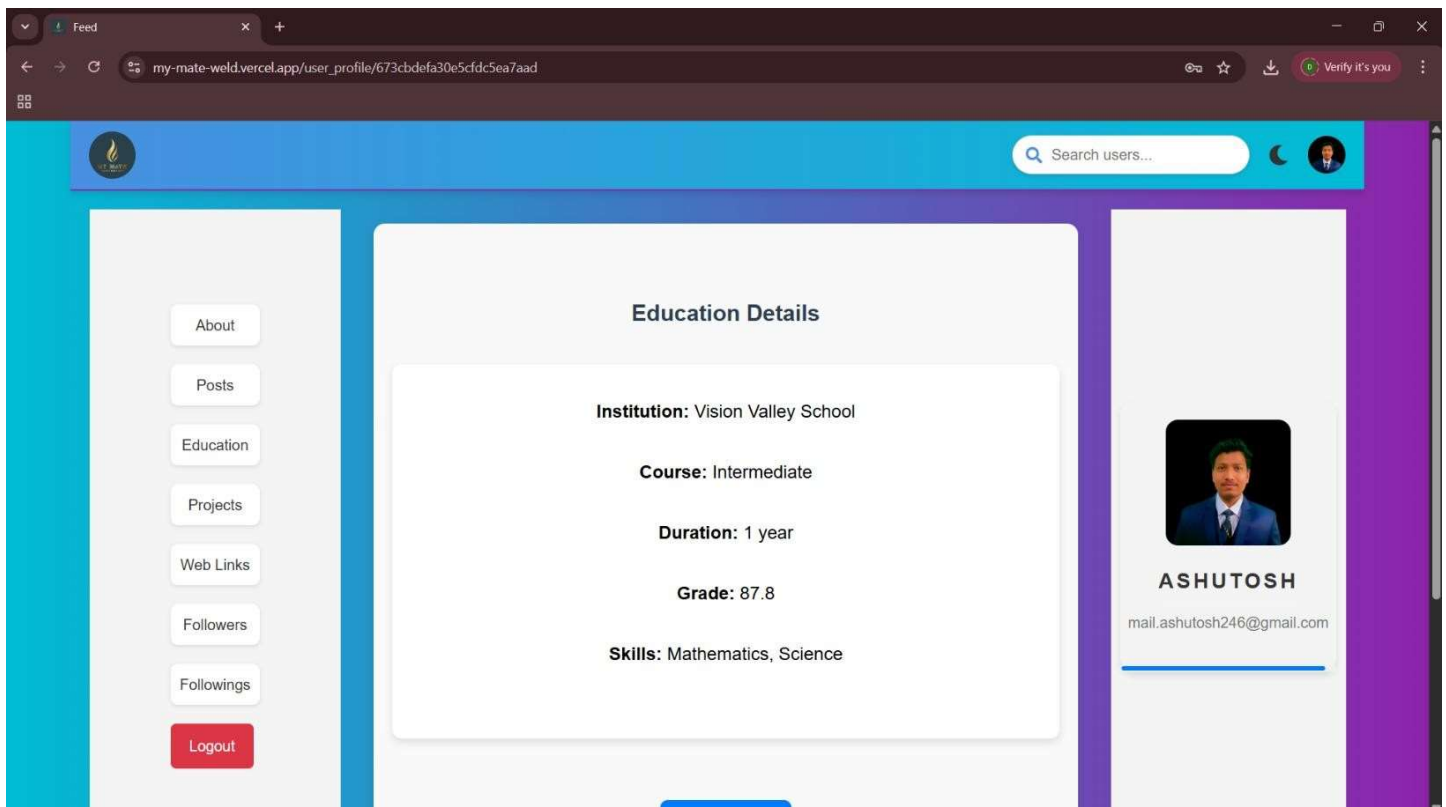 Feed
my-mate-weld.vercel.app/user_profile/673cbdefa30e5cfdc5ea7aad
Verify it's you
MY MATE
Search users...
About
Posts
Education
Projects
Web Links
Followers
Followings
Logout
Education Details
Institution: Vision Valley School
Course: Intermediate
Duration: 1 year
Grade: 87.8
Skills: Mathematics, Science
ASHUTOSH
mail.ashutosh246@gmail.com